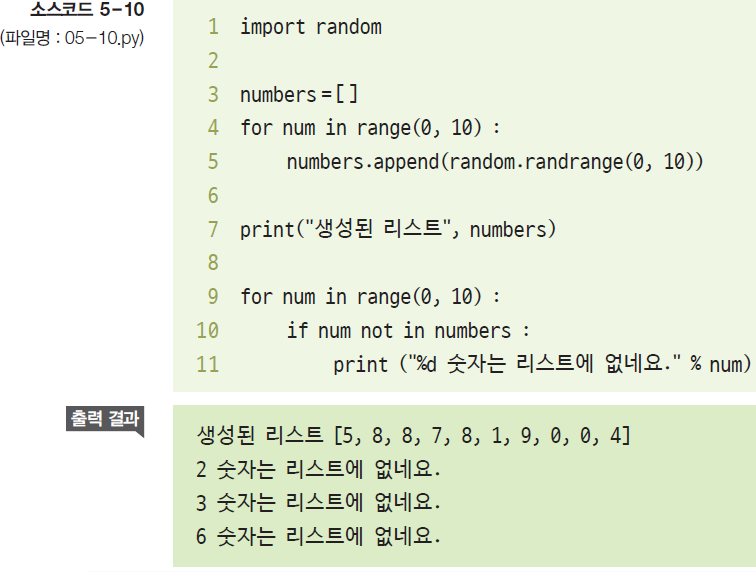 소스코드 5-10
(파일명 : 05-10.py)
1 import random
2
3 numbers=[]
4 for num in range(0, 10) :
5     numbers.append(random.randrange(0, 10))
6
7 print("생성된 리스트", numbers)
8
9 for num in range(0, 10) :
10     if num not in numbers :
11         print ("%d 숫자는 리스트에 없네요." % num)
출력 결과
생성된 리스트 [5, 8, 8, 7, 8, 1, 9, 0, 0, 4]
2 숫자는 리스트에 없네요.
3 숫자는 리스트에 없네요.
6 숫자는 리스트에 없네요.